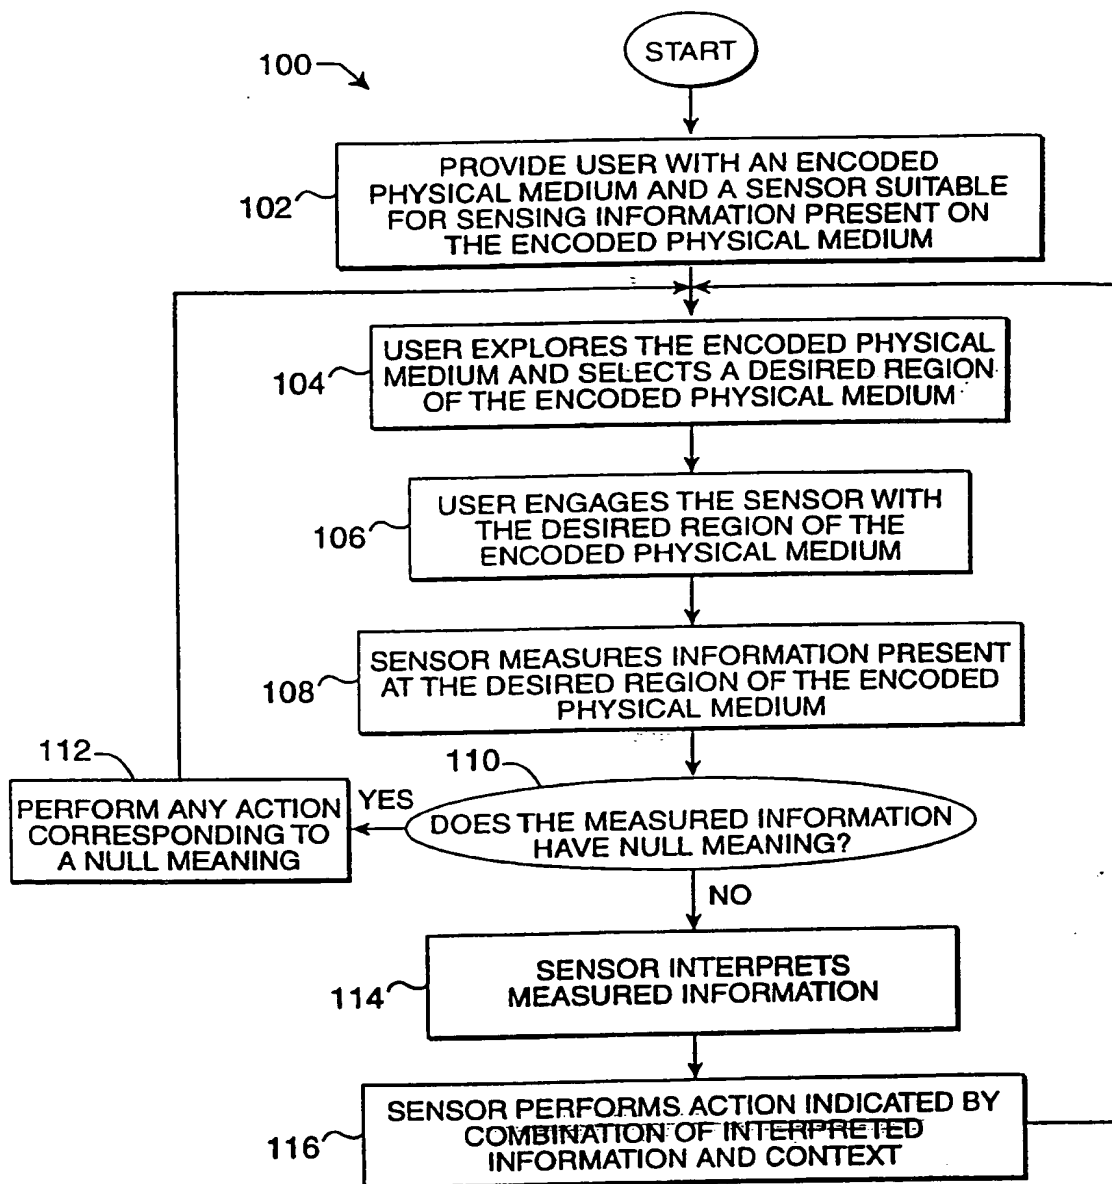 START
100
PROVIDE USER WITH AN ENCODED
PHYSICAL MEDIUM AND A SENSOR SUITABLE
FOR SENSING INFORMATION PRESENT ON
THE ENCODED PHYSICAL MEDIUM
102
USER EXPLORES THE ENCODED PHYSICAL
MEDIUM AND SELECTS A DESIRED REGION
OF THE ENCODED PHYSICAL MEDIUM
104
USER ENGAGES THE SENSOR WITH
THE DESIRED REGION OF THE
ENCODED PHYSICAL MEDIUM
106
SENSOR MEASURES INFORMATION PRESENT
AT THE DESIRED REGION OF THE ENCODED
PHYSICAL MEDIUM
108
110
DOES THE MEASURED INFORMATION
HAVE NULL MEANING?
YES
112
PERFORM ANY ACTION
CORRESPONDING TO
A NULL MEANING
NO
SENSOR INTERPRETS
MEASURED INFORMATION
114
SENSOR PERFORMS ACTION INDICATED BY
COMBINATION OF INTERPRETED
INFORMATION AND CONTEXT
116